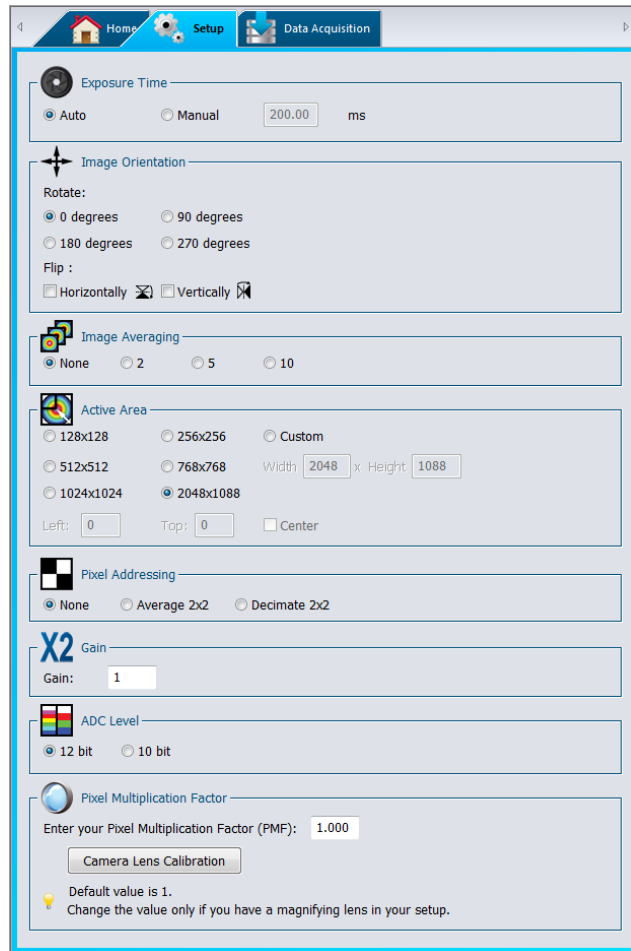 Home Setup Data Acquisition
Exposure Time
Auto Manual 200.00 ms
Image Orientation
Rotate:
0 degrees 90 degrees
180 degrees 270 degrees
Flip :
Horizontally Vertically
Image Averaging
None 2 5 10
Active Area
128x128 256x256 Custom
512x512 768x768 Width 2048 x Height 1088
1024x1024 2048x1088
Left: 0 Top: 0 Center
Pixel Addressing
None Average 2x2 Decimate 2x2
X2 Gain
Gain: 1
ADC Level
12 bit 10 bit
Pixel Multiplication Factor
Enter your Pixel Multiplication Factor (PMF): 1.000
Camera Lens Calibration
Default value is 1.
Change the value only if you have a magnifying lens in your setup.